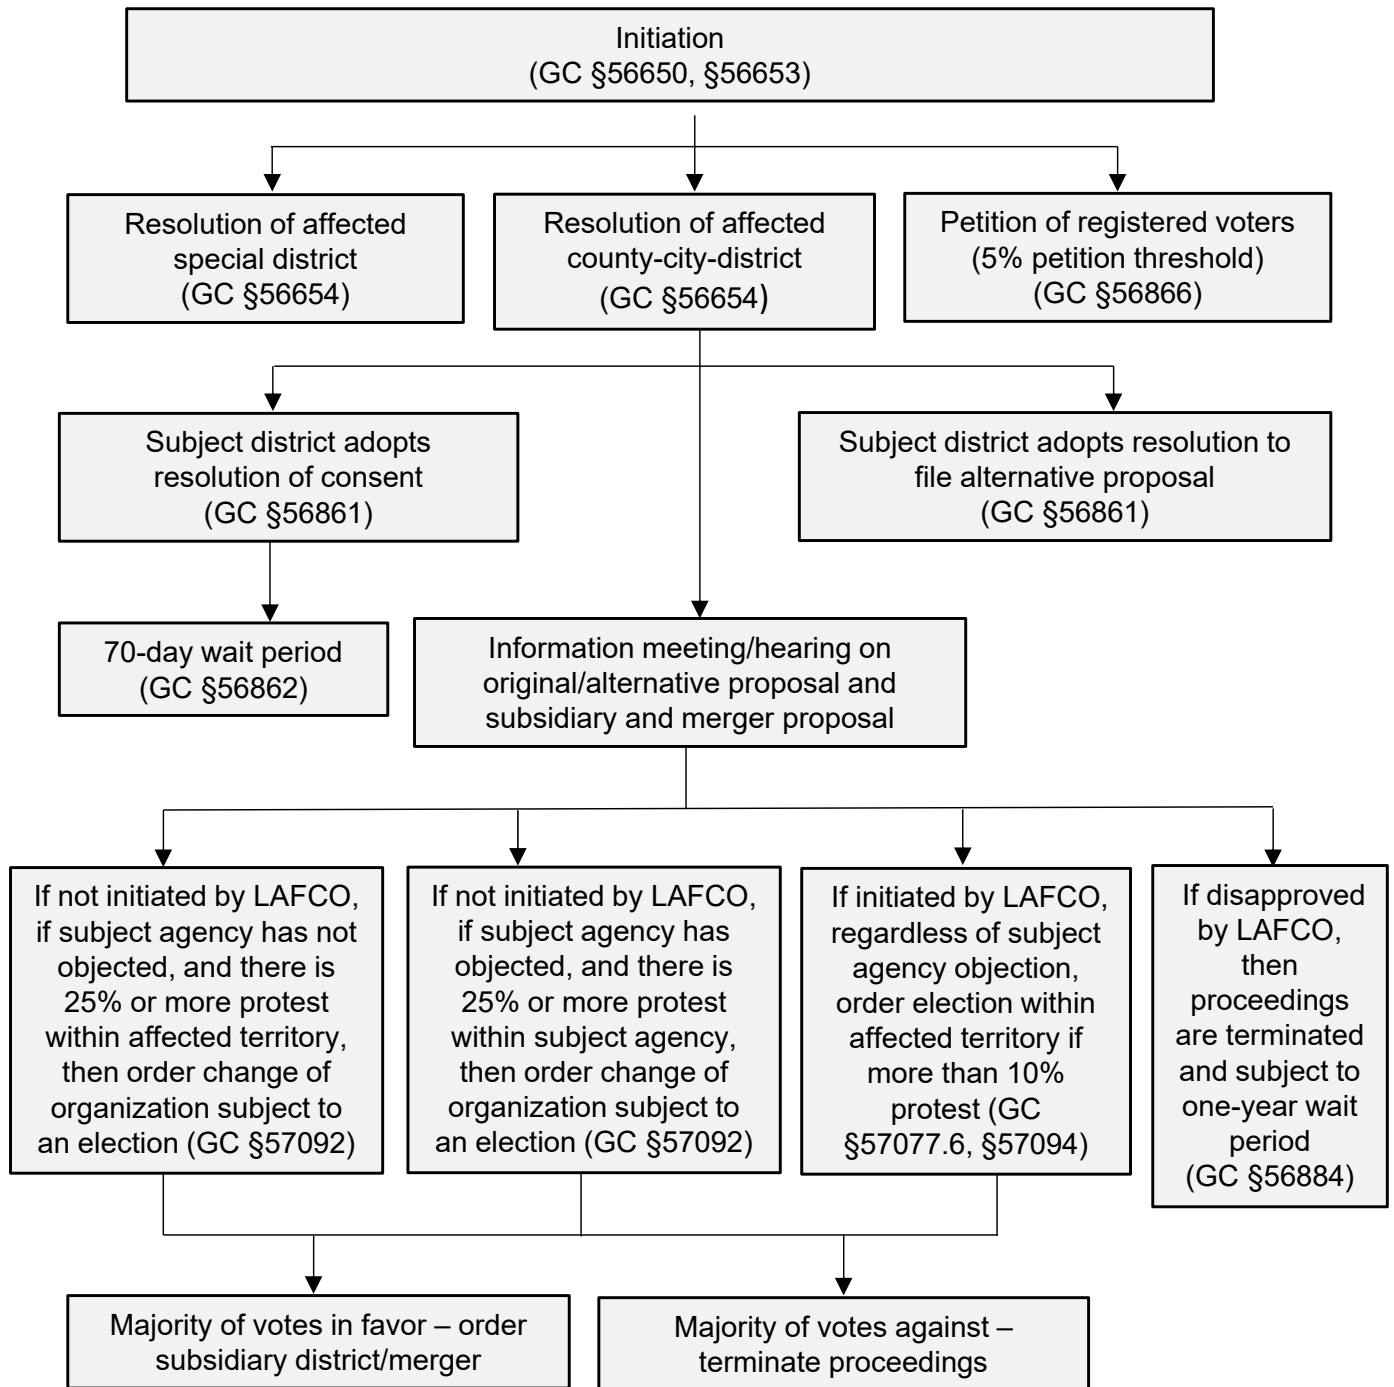 Initiation
(GC §56650, §56653)
Resolution of affected
special district
(GC §56654)
Resolution of affected
county-city-district
(GC §56654)
Petition of registered voters
(5% petition threshold)
(GC §56866)
Subject district adopts
resolution of consent
(GC §56861)
Subject district adopts resolution to
file alternative proposal
(GC §56861)
70-day wait period
(GC §56862)
Information meeting/hearing on
original/alternative proposal and
subsidiary and merger proposal
If not initiated by LAFCO,
if subject agency has not
objected, and there is
25% or more protest
within affected territory,
then order change of
organization subject to
an election (GC §57092)
If not initiated by LAFCO,
if subject agency has
objected, and there is
25% or more protest
within subject agency,
then order change of
organization subject to
an election (GC §57092)
If initiated by LAFCO,
regardless of subject
agency objection,
order election within
affected territory if
more than 10%
protest (GC
§57077.6, §57094)
If disapproved
by LAFCO,
then
proceedings
are terminated
and subject to
one-year wait
period
(GC §56884)
Majority of votes in favor – order
subsidiary district/merger
Majority of votes against –
terminate proceedings